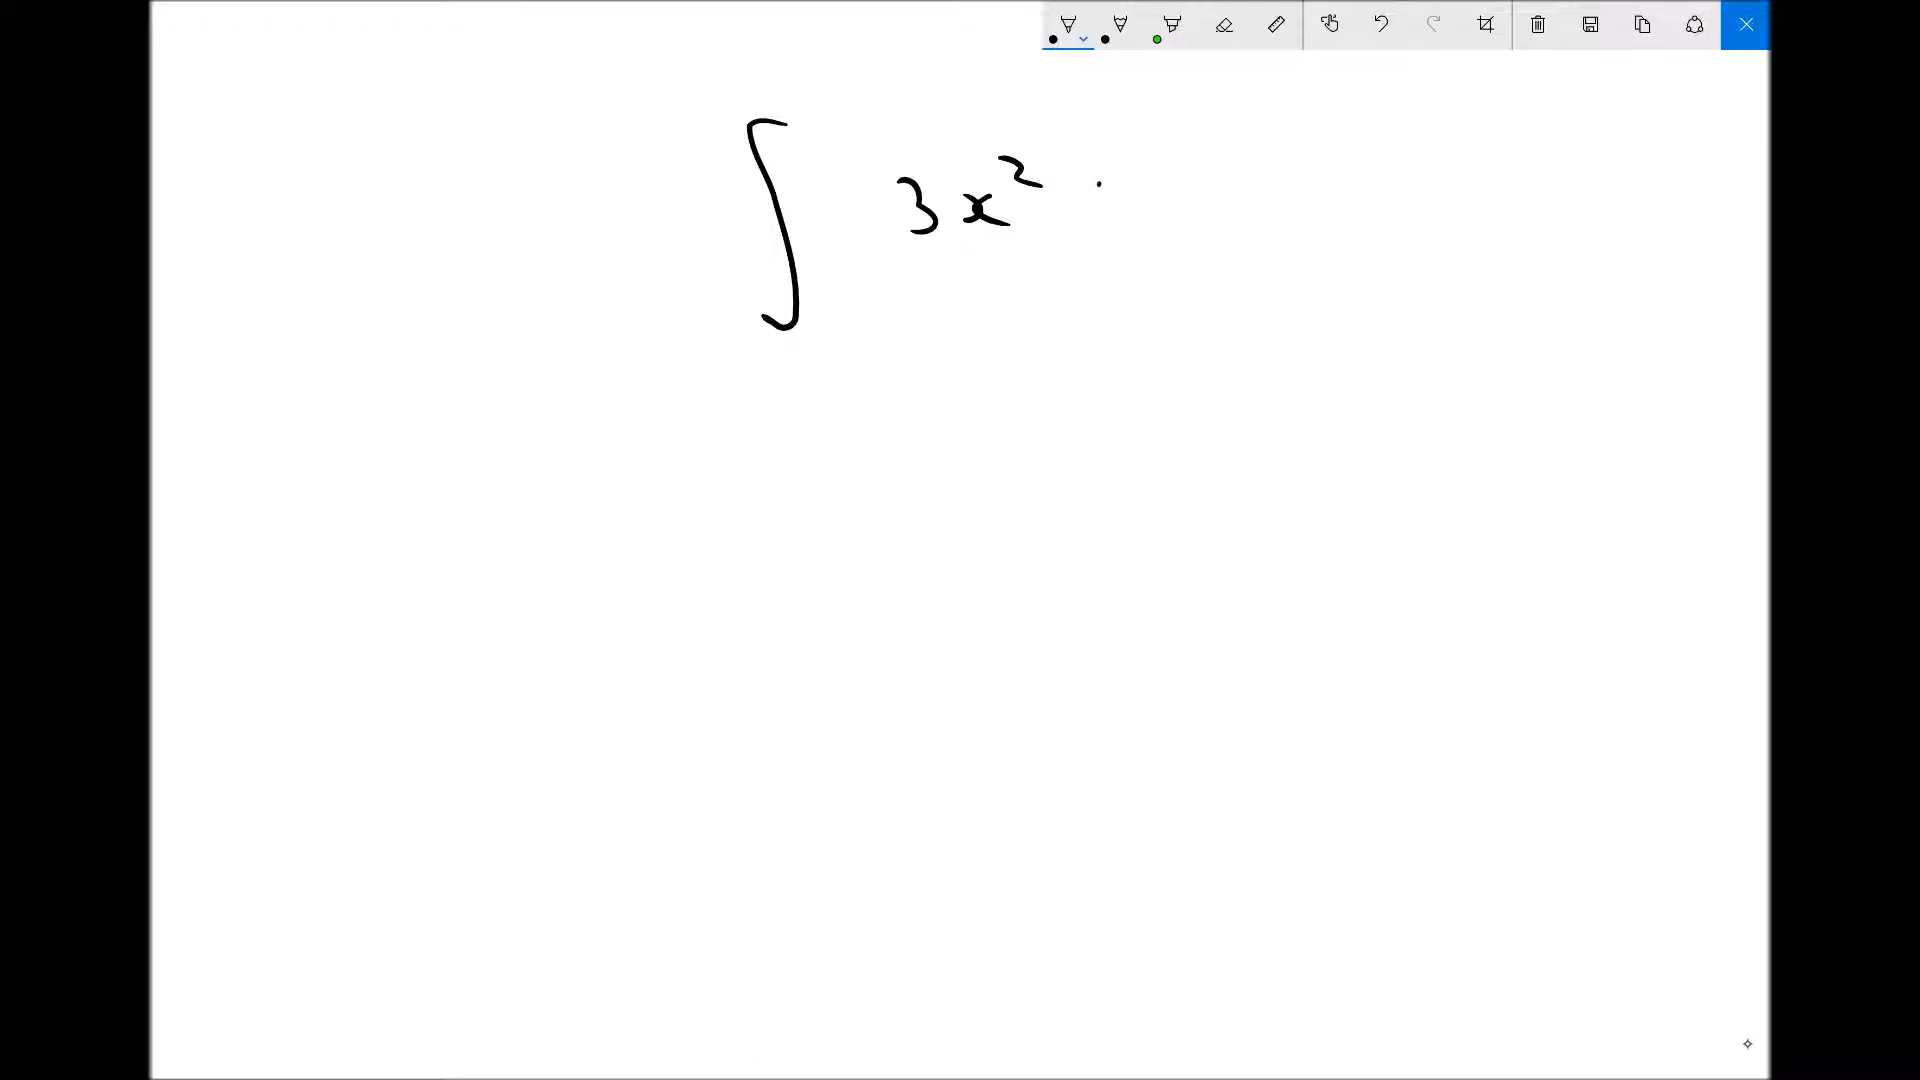 ∫ 3x²